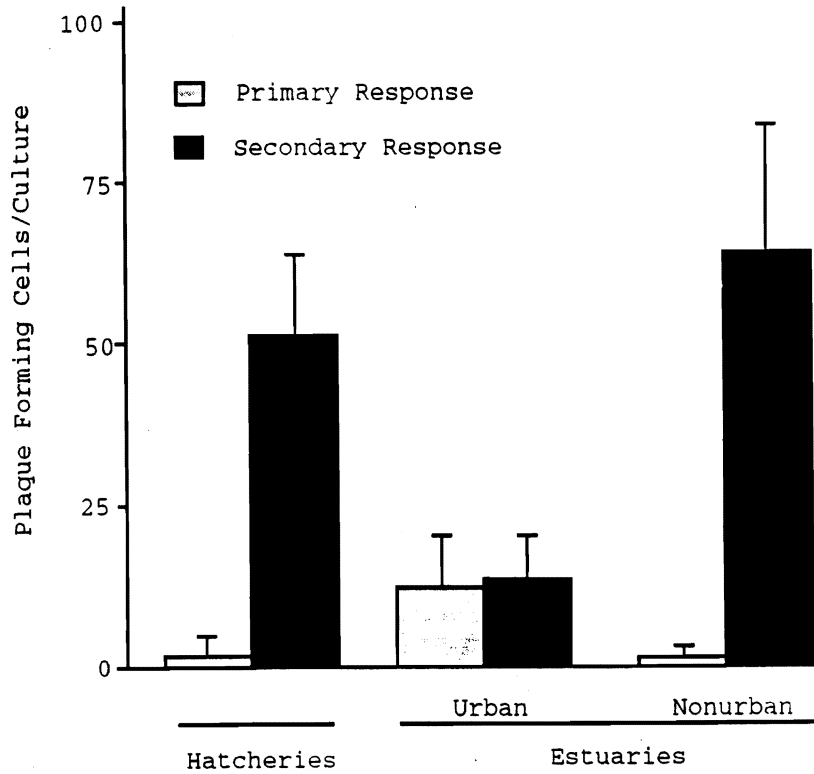 100
Primary Response
Secondary Response
Plaque Forming Cells/Culture
75
50
25
0
Urban Nonurban
Hatcheries Estuaries